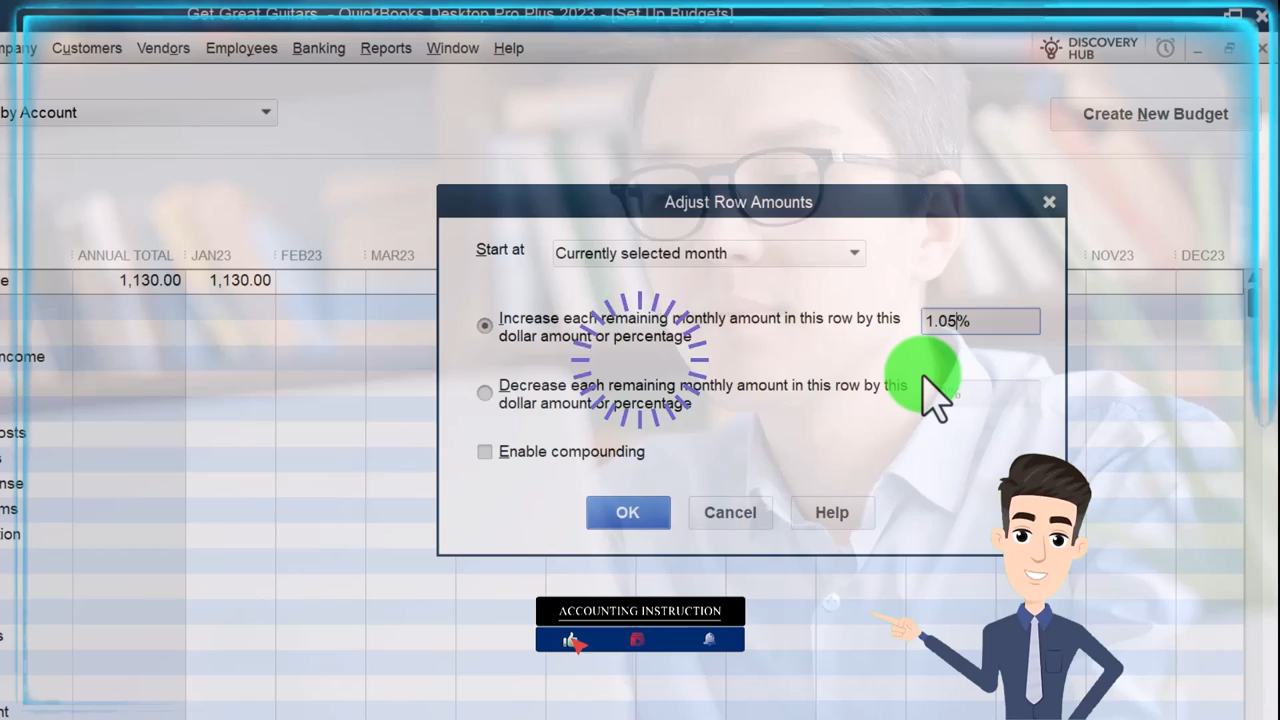 Get Great Guitars - QuickBooks Desktop Pro Plus 2023 - [Set Up Budgets]
mpany Customers Vendors Employees Banking Reports Window Help
DISCOVERY
HUB
by Account
Create New Budget
Adjust Row Amounts
Start at Currently selected month
ANNUAL TOTAL JAN23 FEB23 MAR23 NOV23 DEC23
e 1,130.00 1,130.00
Increase each remaining monthly amount in this row by this
dollar amount or percentage
1.05%
ncome
Decrease each remaining monthly amount in this row by this
dollar amount or percentage
%
osts
Enable compounding
s
nse
ms
OK Cancel Help
tion
ACCOUNTING INSTRUCTION
s
nt